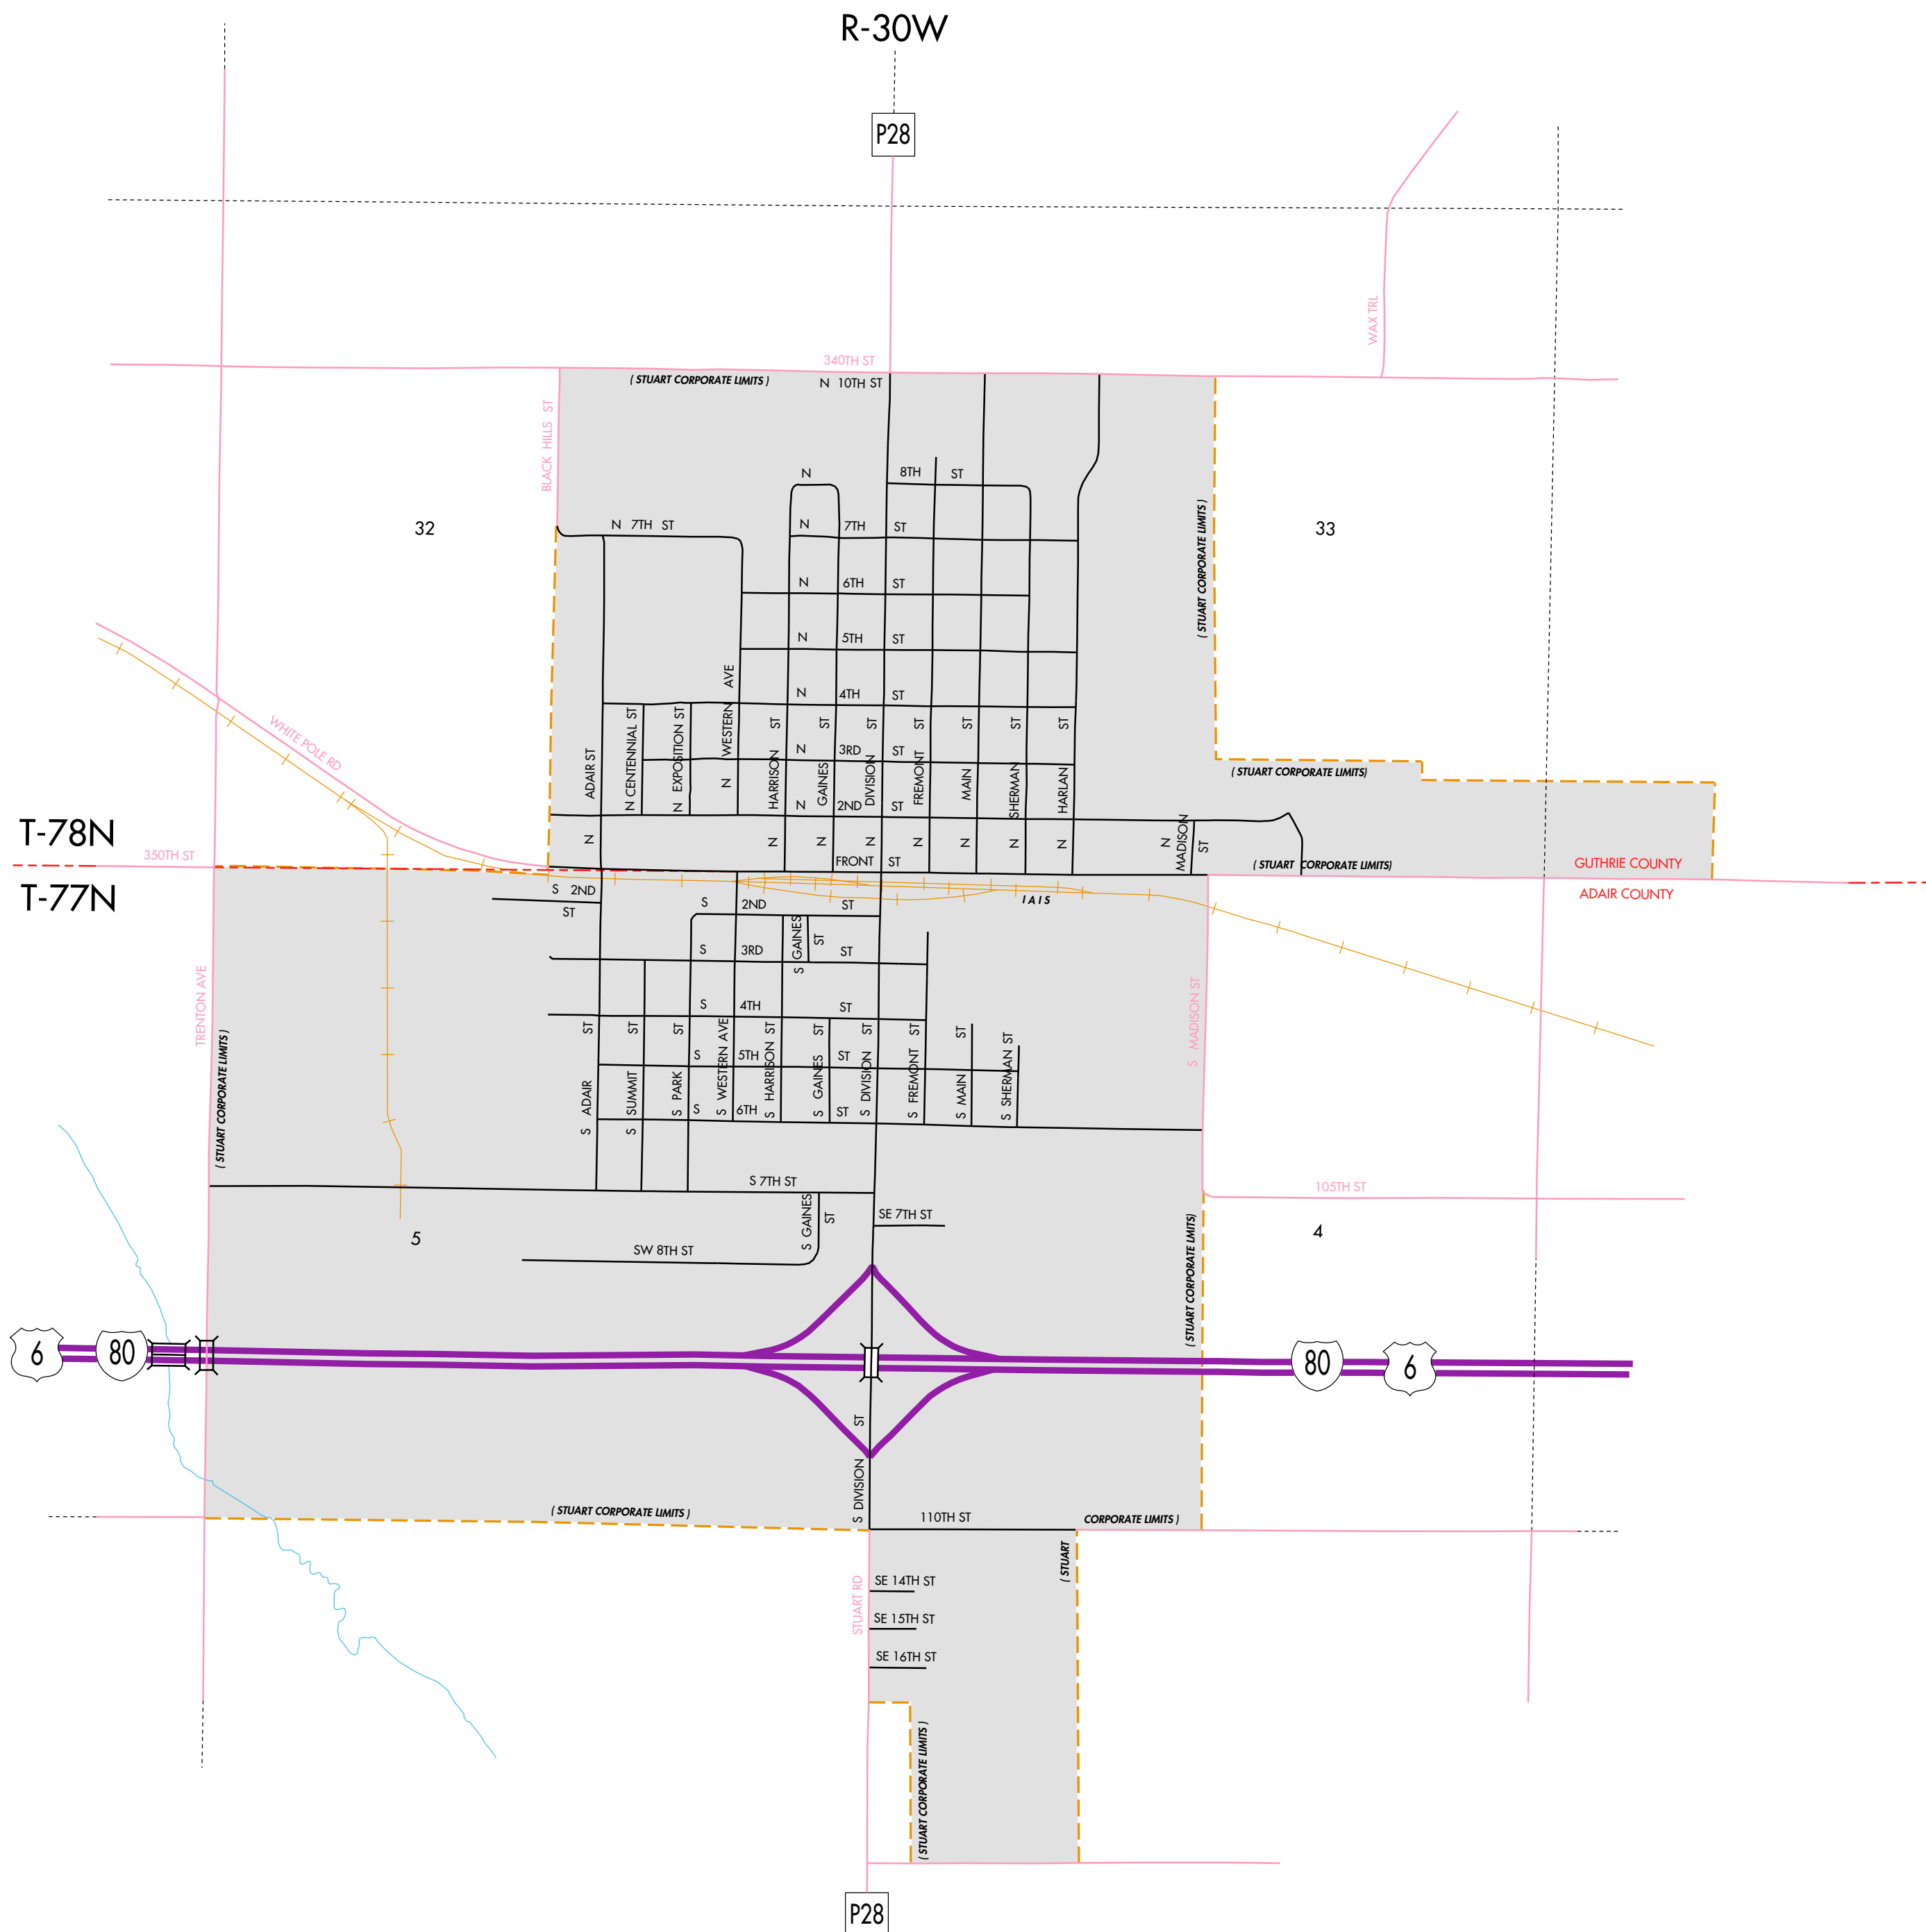 R-30W
P28
WAX TRL
340TH ST
( STUART CORPORATE LIMITS )
N 10TH ST
BLACK HILLS ST
N 8TH ST
32
N 7TH ST
N 7TH ST
33
( STUART CORPORATE LIMITS )
N 6TH ST
N 5TH ST
N 4TH ST
WHITE POLE RD
N ADAIR ST
N CENTENNIAL ST
N EXPOSITION ST
N WESTERN AVE
N HARRISON ST
N GAINES ST
N DIVISION ST
N FREMONT ST
N MAIN ST
N SHERMAN ST
N HARLAN ST
N 3RD ST
( STUART CORPORATE LIMITS)
N 2ND ST
N MADISON ST
T-78N
350TH ST
FRONT ST
( STUART CORPORATE LIMITS)
GUTHRIE COUNTY
T-77N
ADAIR COUNTY
S 2ND ST
S 2ND ST
IAIS
S GAINES ST
S 3RD ST
TRENTON AVE
( STUART CORPORATE LIMITS )
S MADISON ST
S 4TH ST
S ADAIR ST
S SUMMIT ST
S PARK ST
S WESTERN AVE
S HARRISON ST
S GAINES ST
S DIVISION ST
S FREMONT ST
S MAIN ST
S SHERMAN ST
S 5TH ST
S 6TH ST
S 7TH ST
105TH ST
S GAINES ST
SE 7TH ST
5
4
SW 8TH ST
( STUART CORPORATE LIMITS)
6
80
80
6
S DIVISION ST
( STUART CORPORATE LIMITS )
110TH ST
( STUART CORPORATE LIMITS )
STUART RD
SE 14TH ST
SE 15TH ST
SE 16TH ST
( STUART CORPORATE LIMITS )
P28